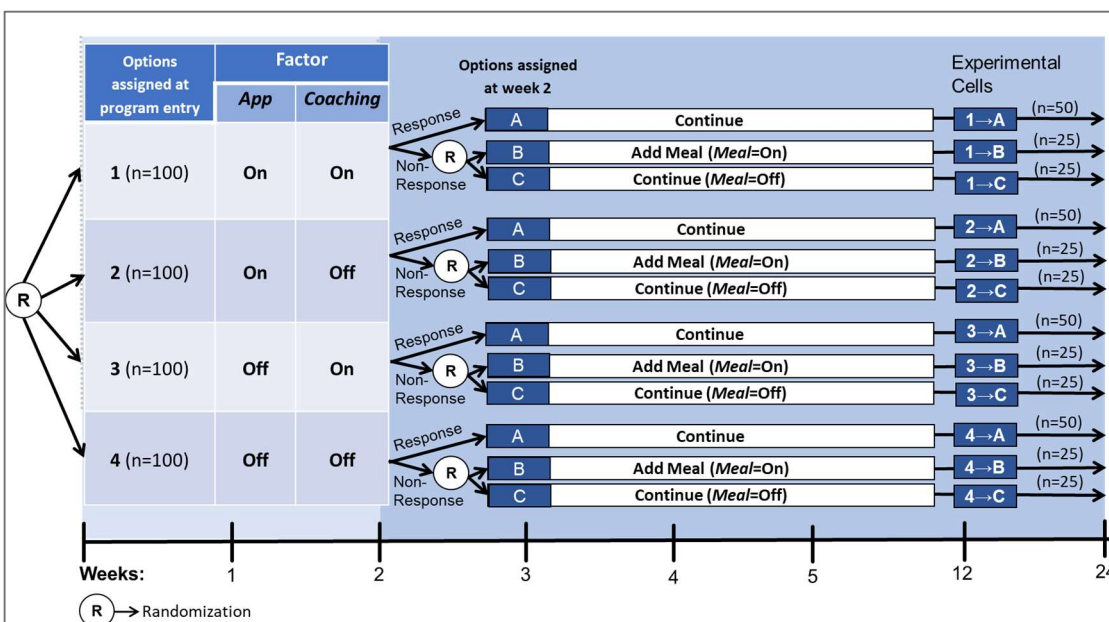 Options
assigned at
program entry
Factor
App Coaching
Options assigned
at week 2
Experimental
Cells
R
1 (n=100) On On
Response
Non-
Response
R
A Continue 1→A (n=50)
B Add Meal (Meal=On) 1→B (n=25)
C Continue (Meal=Off) 1→C (n=25)
2 (n=100) On Off
Response
Non-
Response
R
A Continue 2→A (n=50)
B Add Meal (Meal=On) 2→B (n=25)
C Continue (Meal=Off) 2→C (n=25)
3 (n=100) Off On
Response
Non-
Response
R
A Continue 3→A (n=50)
B Add Meal (Meal=On) 3→B (n=25)
C Continue (Meal=Off) 3→C (n=25)
4 (n=100) Off Off
Response
Non-
Response
R
A Continue 4→A (n=50)
B Add Meal (Meal=On) 4→B (n=25)
C Continue (Meal=Off) 4→C (n=25)
Weeks: 1 2 3 4 5 12 24
R → Randomization